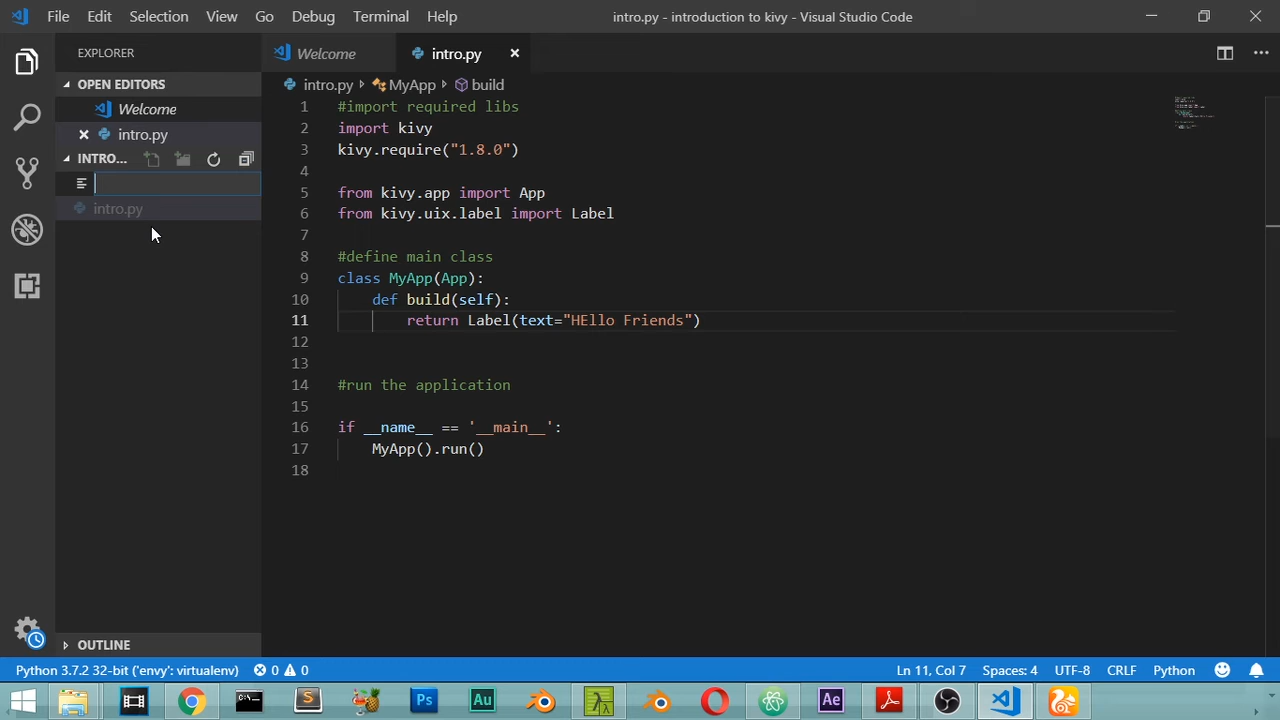 File Edit Selection View Go Debug Terminal Help intro.py - introduction to kivy - Visual Studio Code
EXPLORER
OPEN EDITORS
Welcome
intro.py
INTRO...
intro.py
OUTLINE
Welcome intro.py
intro.py MyApp build
1 #import required libs
2 import kivy
3 kivy.require("1.8.0")
4
5 from kivy.app import App
6 from kivy.uix.label import Label
7
8 #define main class
9 class MyApp(App):
10 def build(self):
11 return Label(text="HEllo Friends")
12
13
14 #run the application
15
16 if __name__ == '__main__':
17 MyApp().run()
18
Python 3.7.2 32-bit ('envy': virtualenv) 0 0 Ln 11, Col 7 Spaces: 4 UTF-8 CRLF Python
S Ps Au λ Ae